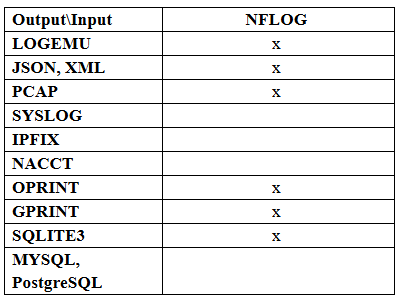 Output\Input NFLOG
LOGEMU x
JSON, XML x
PCAP x
SYSLOG
IPFIX
NACCT
OPRINT x
GPRINT x
SQLITE3 x
MYSQL,
PostgreSQL